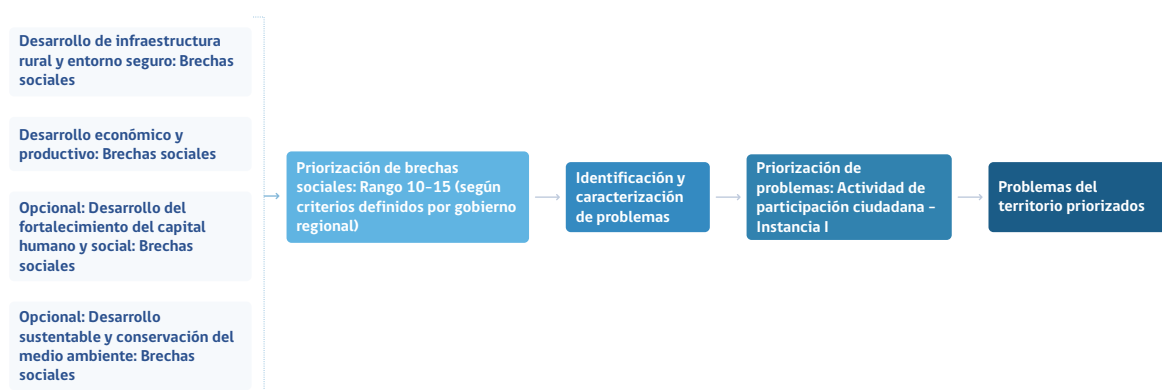 Desarrollo de infraestructura
rural y entorno seguro: Brechas
sociales
Desarrollo económico y
productivo: Brechas sociales
Opcional: Desarrollo del
fortalecimiento del capital
humano y social: Brechas
sociales
Opcional: Desarrollo
sustentable y conservación del
medio ambiente: Brechas
sociales
Priorización de brechas
sociales: Rango 10–15 (según
criterios definidos por gobierno
regional)
Identificación y
caracterización
de problemas
Priorización de
problemas: Actividad de
participación ciudadana –
Instancia I
Problemas del
territorio priorizados